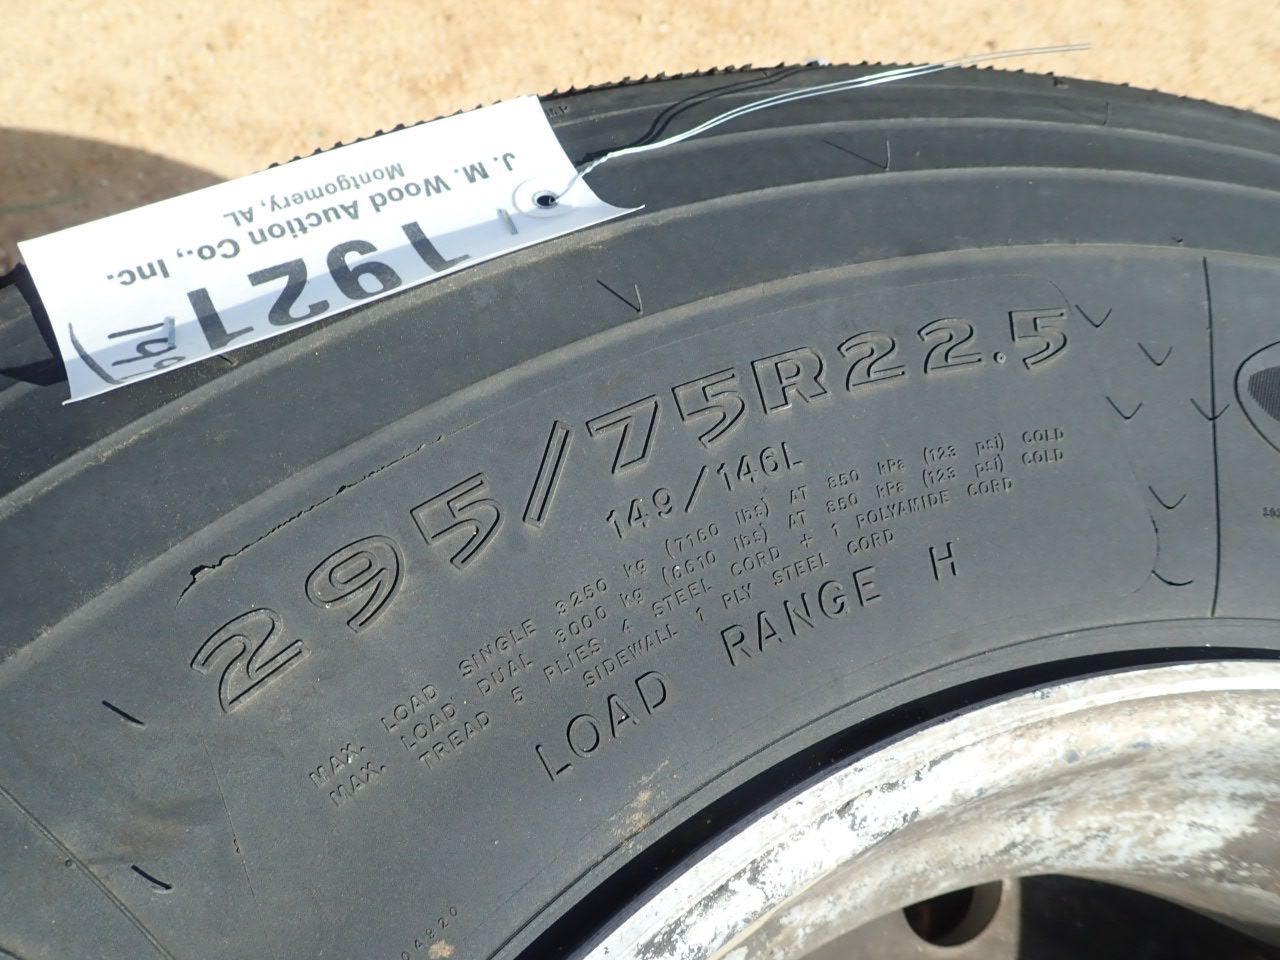 J. M. Wood Auction Co., Inc.
Montgomery, AL
1921
295/75R22.5
149/146L
MAX. LOAD SINGLE 3250 kg (7160 lbs) AT 850 kPa (123 psi) COLD
MAX. LOAD DUAL 3000 kg (6610 lbs) AT 850 kPa (123 psi) COLD
TREAD 5 PLIES 4 STEEL CORD + 1 POLYAMIDE CORD
SIDEWALL 1 PLY STEEL CORD
LOAD RANGE H